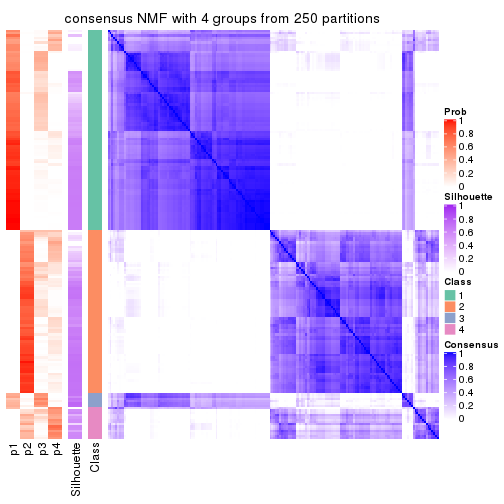 consensus NMF with 4 groups from 250 partitions
Prob
1
0.8
0.6
0.4
0.2
0
Silhouette
1
0.8
0.6
0.4
0.2
0
Class
1
2
3
4
Consensus
1
0.8
0.6
0.4
0.2
0
p1
p2
p3
p4
Silhouette
Class